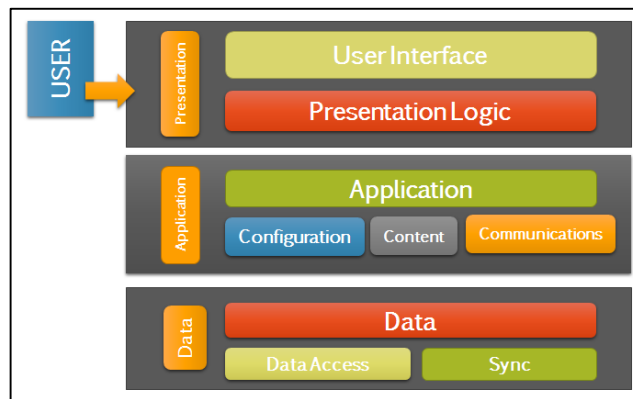 USER
Presentation
User Interface
Presentation Logic
Application
Application
Configuration
Content
Communications
Data
Data
Data Access
Sync